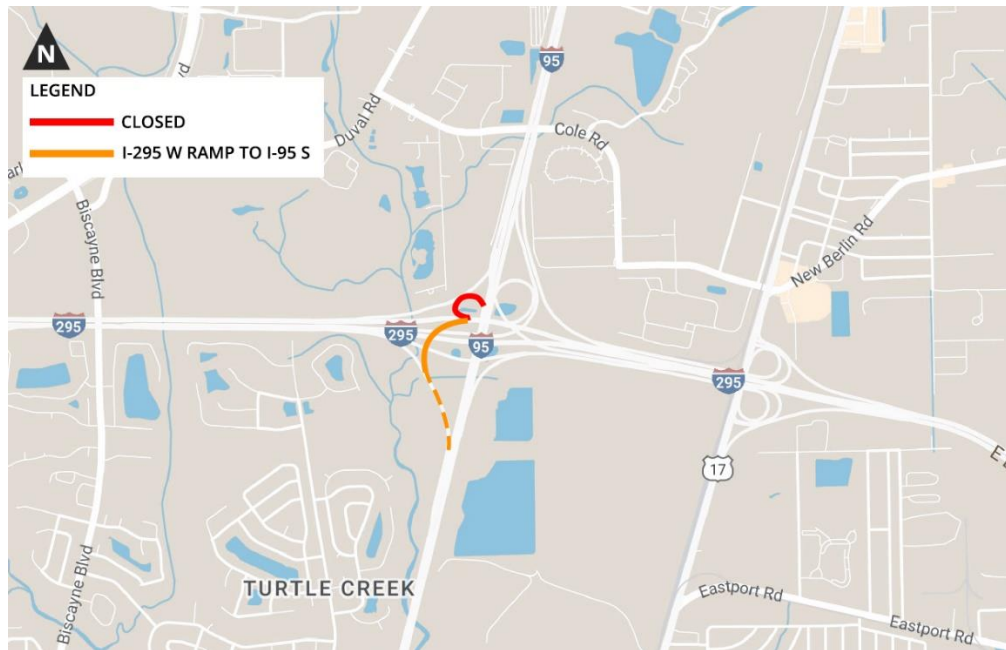 N
LEGEND
CLOSED
I-295 W RAMP TO I-95 S
95
Duval Rd
Cole Rd
Biscayne Blvd
New Berlin Rd
295
295
95
295
17
Biscayne Blvd
TURTLE CREEK
Eastport Rd
Eastport Rd